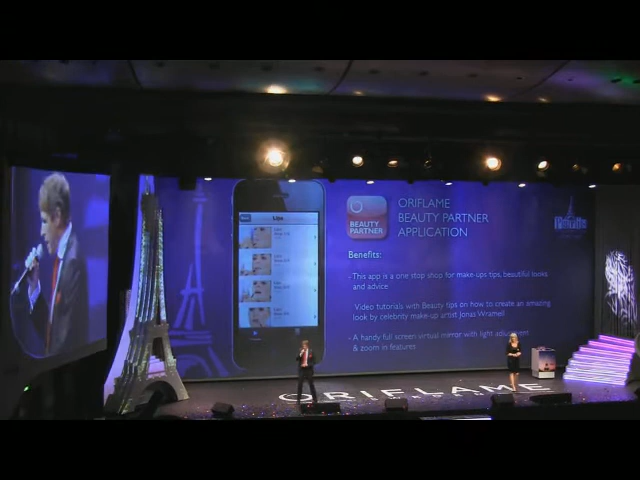 ORIFLAME
BEAUTY PARTNER
APPLICATION
BEAUTY
PARTNER
Lips
Benefits:
- This app is a one stop shop for make-ups tips, beautiful looks
and advice
Video tutorials with Beauty tips on how to create an amazing
look by celebrity make-up artist Jonas Wramell
- A handy full screen virtual mirror with light adjustment
& zoom in features
ORIFLAME